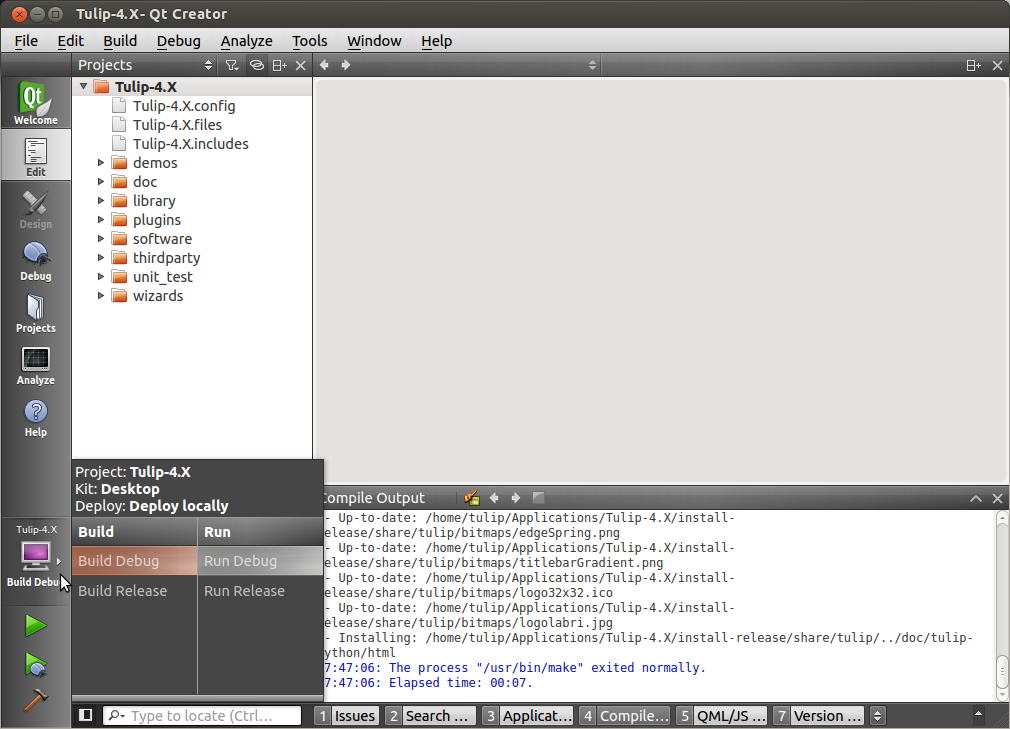 Tulip-4.X- Qt Creator
File Edit Build Debug Analyze Tools Window Help
Projects
Qt
Welcome
Edit
Design
Debug
Projects
Analyze
Help
Tulip-4.X
Tulip-4.X.config
Tulip-4.X.files
Tulip-4.X.includes
demos
doc
library
plugins
software
thirdparty
unit_test
wizards
Tulip-4.X
Build Debu
Project: Tulip-4.X
Kit: Desktop
Deploy: Deploy locally
Build Run
Build Debug Run Debug
Build Release Run Release
ompile Output
- Up-to-date: /home/tulip/Applications/Tulip-4.X/install-
elease/share/tulip/bitmaps/edgeSpring.png
- Up-to-date: /home/tulip/Applications/Tulip-4.X/install-
elease/share/tulip/bitmaps/titlebarGradient.png
- Up-to-date: /home/tulip/Applications/Tulip-4.X/install-
elease/share/tulip/bitmaps/logo32x32.ico
- Up-to-date: /home/tulip/Applications/Tulip-4.X/install-
elease/share/tulip/bitmaps/logolabri.jpg
- Installing: /home/tulip/Applications/Tulip-4.X/install-release/share/tulip/../doc/tulip-
ython/html
7:47:06: The process "/usr/bin/make" exited normally.
7:47:06: Elapsed time: 00:07.
Type to locate (Ctrl... 1 Issues 2 Search ... 3 Applicat... 4 Compile... 5 QML/JS ... 7 Version ...